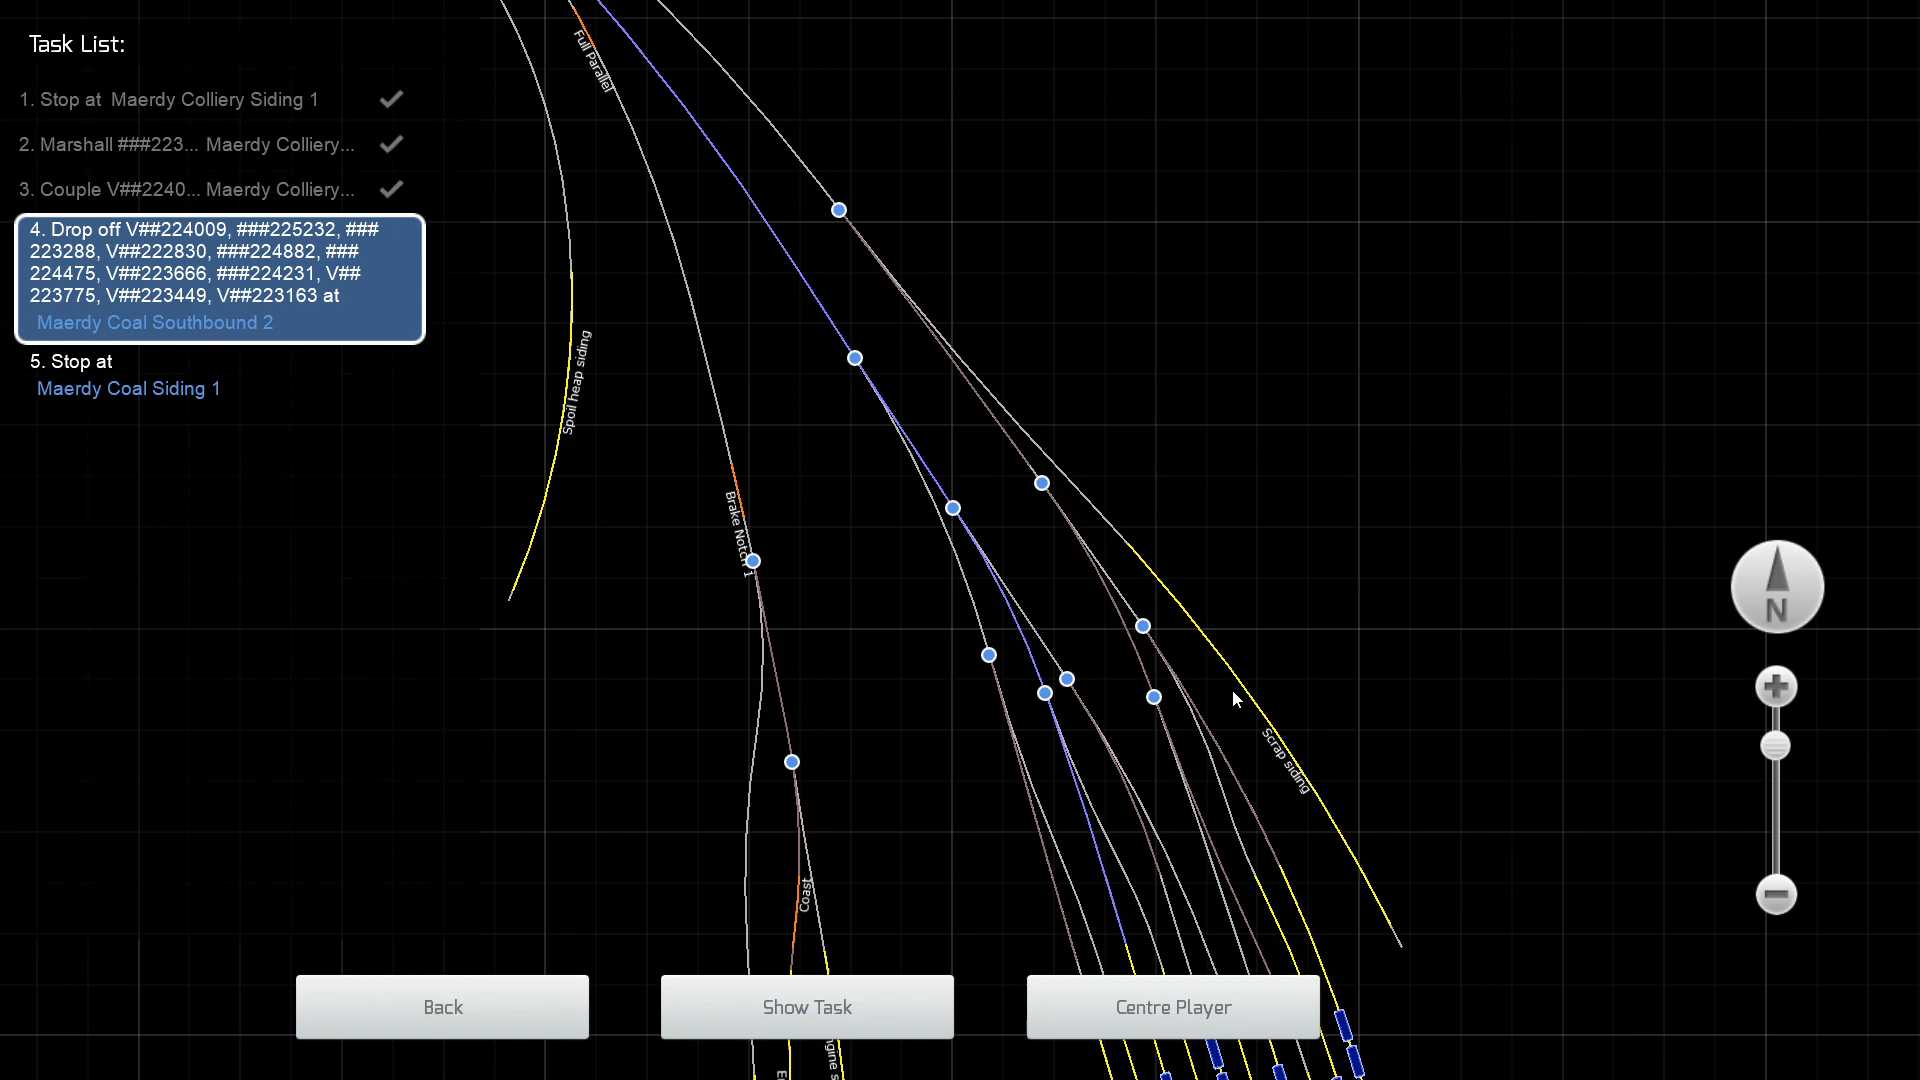 Task List:
1. Stop at  Maerdy Colliery Siding 1
2. Marshall ###223... Maerdy Colliery...
3. Couple V##2240... Maerdy Colliery...
4. Drop off V##224009, ###225232, ###
223288, V##222830, ###224882, ###
224475, V##223666, ###224231, V##
223775, V##223449, V##223163 at
Maerdy Coal Southbound 2
5. Stop at
Maerdy Coal Siding 1
Full Parallel
Spoil heap siding
Brake Notch 1
Scrap siding
Coast
N
Back
Show Task
Centre Player